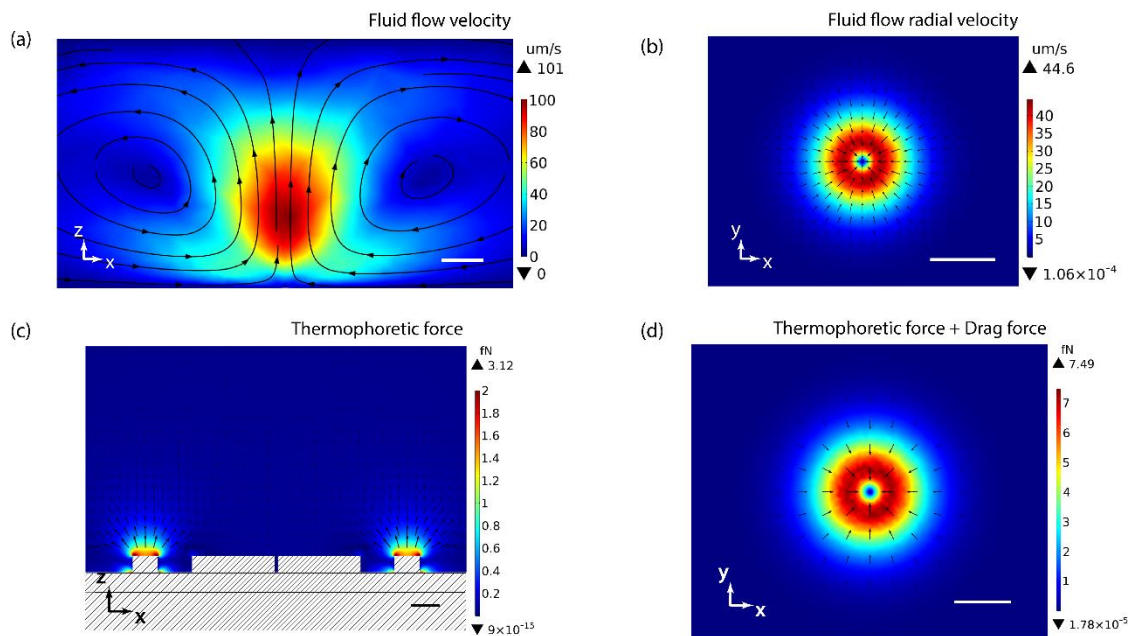 (a)
Fluid flow velocity
um/s
▲ 101
100
80
60
40
20
0
▼ 0
z
x
(b)
Fluid flow radial velocity
um/s
▲ 44.6
40
35
30
25
20
15
10
5
▼ 1.06×10⁻⁴
y
x
(c)
Thermophoretic force
fN
▲ 3.12
2
1.8
1.6
1.4
1.2
1
0.8
0.6
0.4
0.2
▼ 9×10⁻¹⁵
z
x
(d)
Thermophoretic force + Drag force
fN
▲ 7.49
7
6
5
4
3
2
1
▼ 1.78×10⁻⁵
y
x